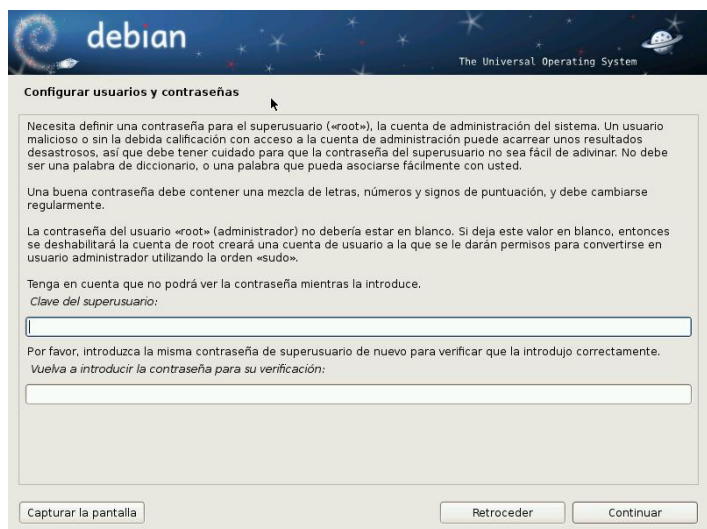 debian
The Universal Operating System
Configurar usuarios y contraseñas
Necesita definir una contraseña para el superusuario («root»), la cuenta de administración del sistema. Un usuario
malicioso o sin la debida calificación con acceso a la cuenta de administración puede acarrear unos resultados
desastrosos, así que debe tener cuidado para que la contraseña del superusuario no sea fácil de adivinar. No debe
ser una palabra de diccionario, o una palabra que pueda asociarse fácilmente con usted.
Una buena contraseña debe contener una mezcla de letras, números y signos de puntuación, y debe cambiarse
regularmente.
La contraseña del usuario «root» (administrador) no debería estar en blanco. Si deja este valor en blanco, entonces
se deshabilitará la cuenta de root creará una cuenta de usuario a la que se le darán permisos para convertirse en
usuario administrador utilizando la orden «sudo».
Tenga en cuenta que no podrá ver la contraseña mientras la introduce.
Clave del superusuario:
Por favor, introduzca la misma contraseña de superusuario de nuevo para verificar que la introdujo correctamente.
Vuelva a introducir la contraseña para su verificación:
Capturar la pantalla
Retroceder
Continuar